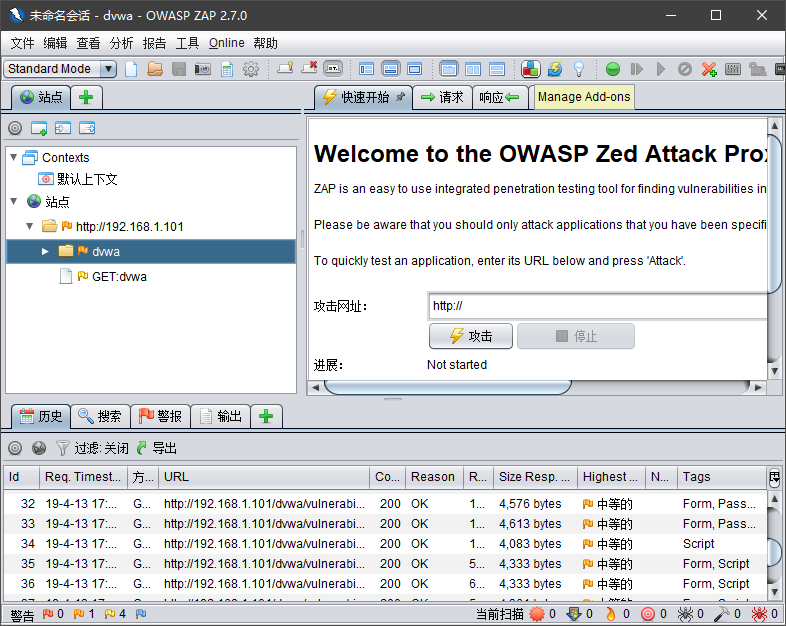 未命名会话 - dvwa - OWASP ZAP 2.7.0
文件 编辑 查看 分析 报告 工具 Online 帮助
Standard Mode
站点
快速开始 请求 响应 Manage Add-ons
Contexts
默认上下文
站点
http://192.168.1.101
dvwa
GET:dvwa
Welcome to the OWASP Zed Attack Pro
ZAP is an easy to use integrated penetration testing tool for finding vulnerabilities in
Please be aware that you should only attack applications that you have been specifi
To quickly test an application, enter its URL below and press 'Attack'.
攻击网址: http://
攻击 停止
进展: Not started
历史 搜索 警报 输出
过滤: 关闭 导出
Id Req. Timest... 方... URL Co... Reason R... Size Resp. ... Highest ... N... Tags
32 19-4-13 17:... G... http://192.168.1.101/dvwa/vulnerabi... 200 OK 1... 4,576 bytes 中等的 Form, Pass...
33 19-4-13 17:... G... http://192.168.1.101/dvwa/vulnerabi... 200 OK 1... 4,613 bytes 中等的 Form, Pass...
34 19-4-13 17:... G... http://192.168.1.101/dvwa/vulnerabi... 200 OK 1... 4,083 bytes 中等的 Script
35 19-4-13 17:... G... http://192.168.1.101/dvwa/vulnerabi... 200 OK 5... 4,333 bytes 中等的 Form, Script
36 19-4-13 17:... G... http://192.168.1.101/dvwa/vulnerabi... 200 OK 6... 4,333 bytes 中等的 Form, Script
警告 0 1 4 当前扫描 0 0 0 0 0 0 0